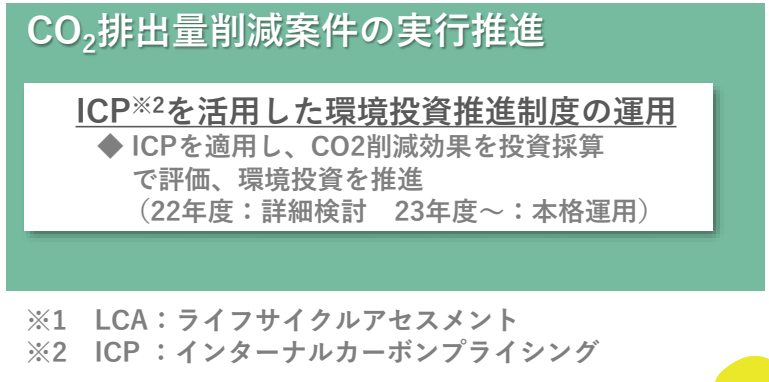 CO₂排出量削減案件の実行推進
ICP※2を活用した環境投資推進制度の運用
◆ ICPを適用し、CO2削減効果を投資採算
で評価、環境投資を推進
（22年度：詳細検討　23年度～：本格運用）
※1　LCA：ライフサイクルアセスメント
※2　ICP ：インターナルカーボンプライシング